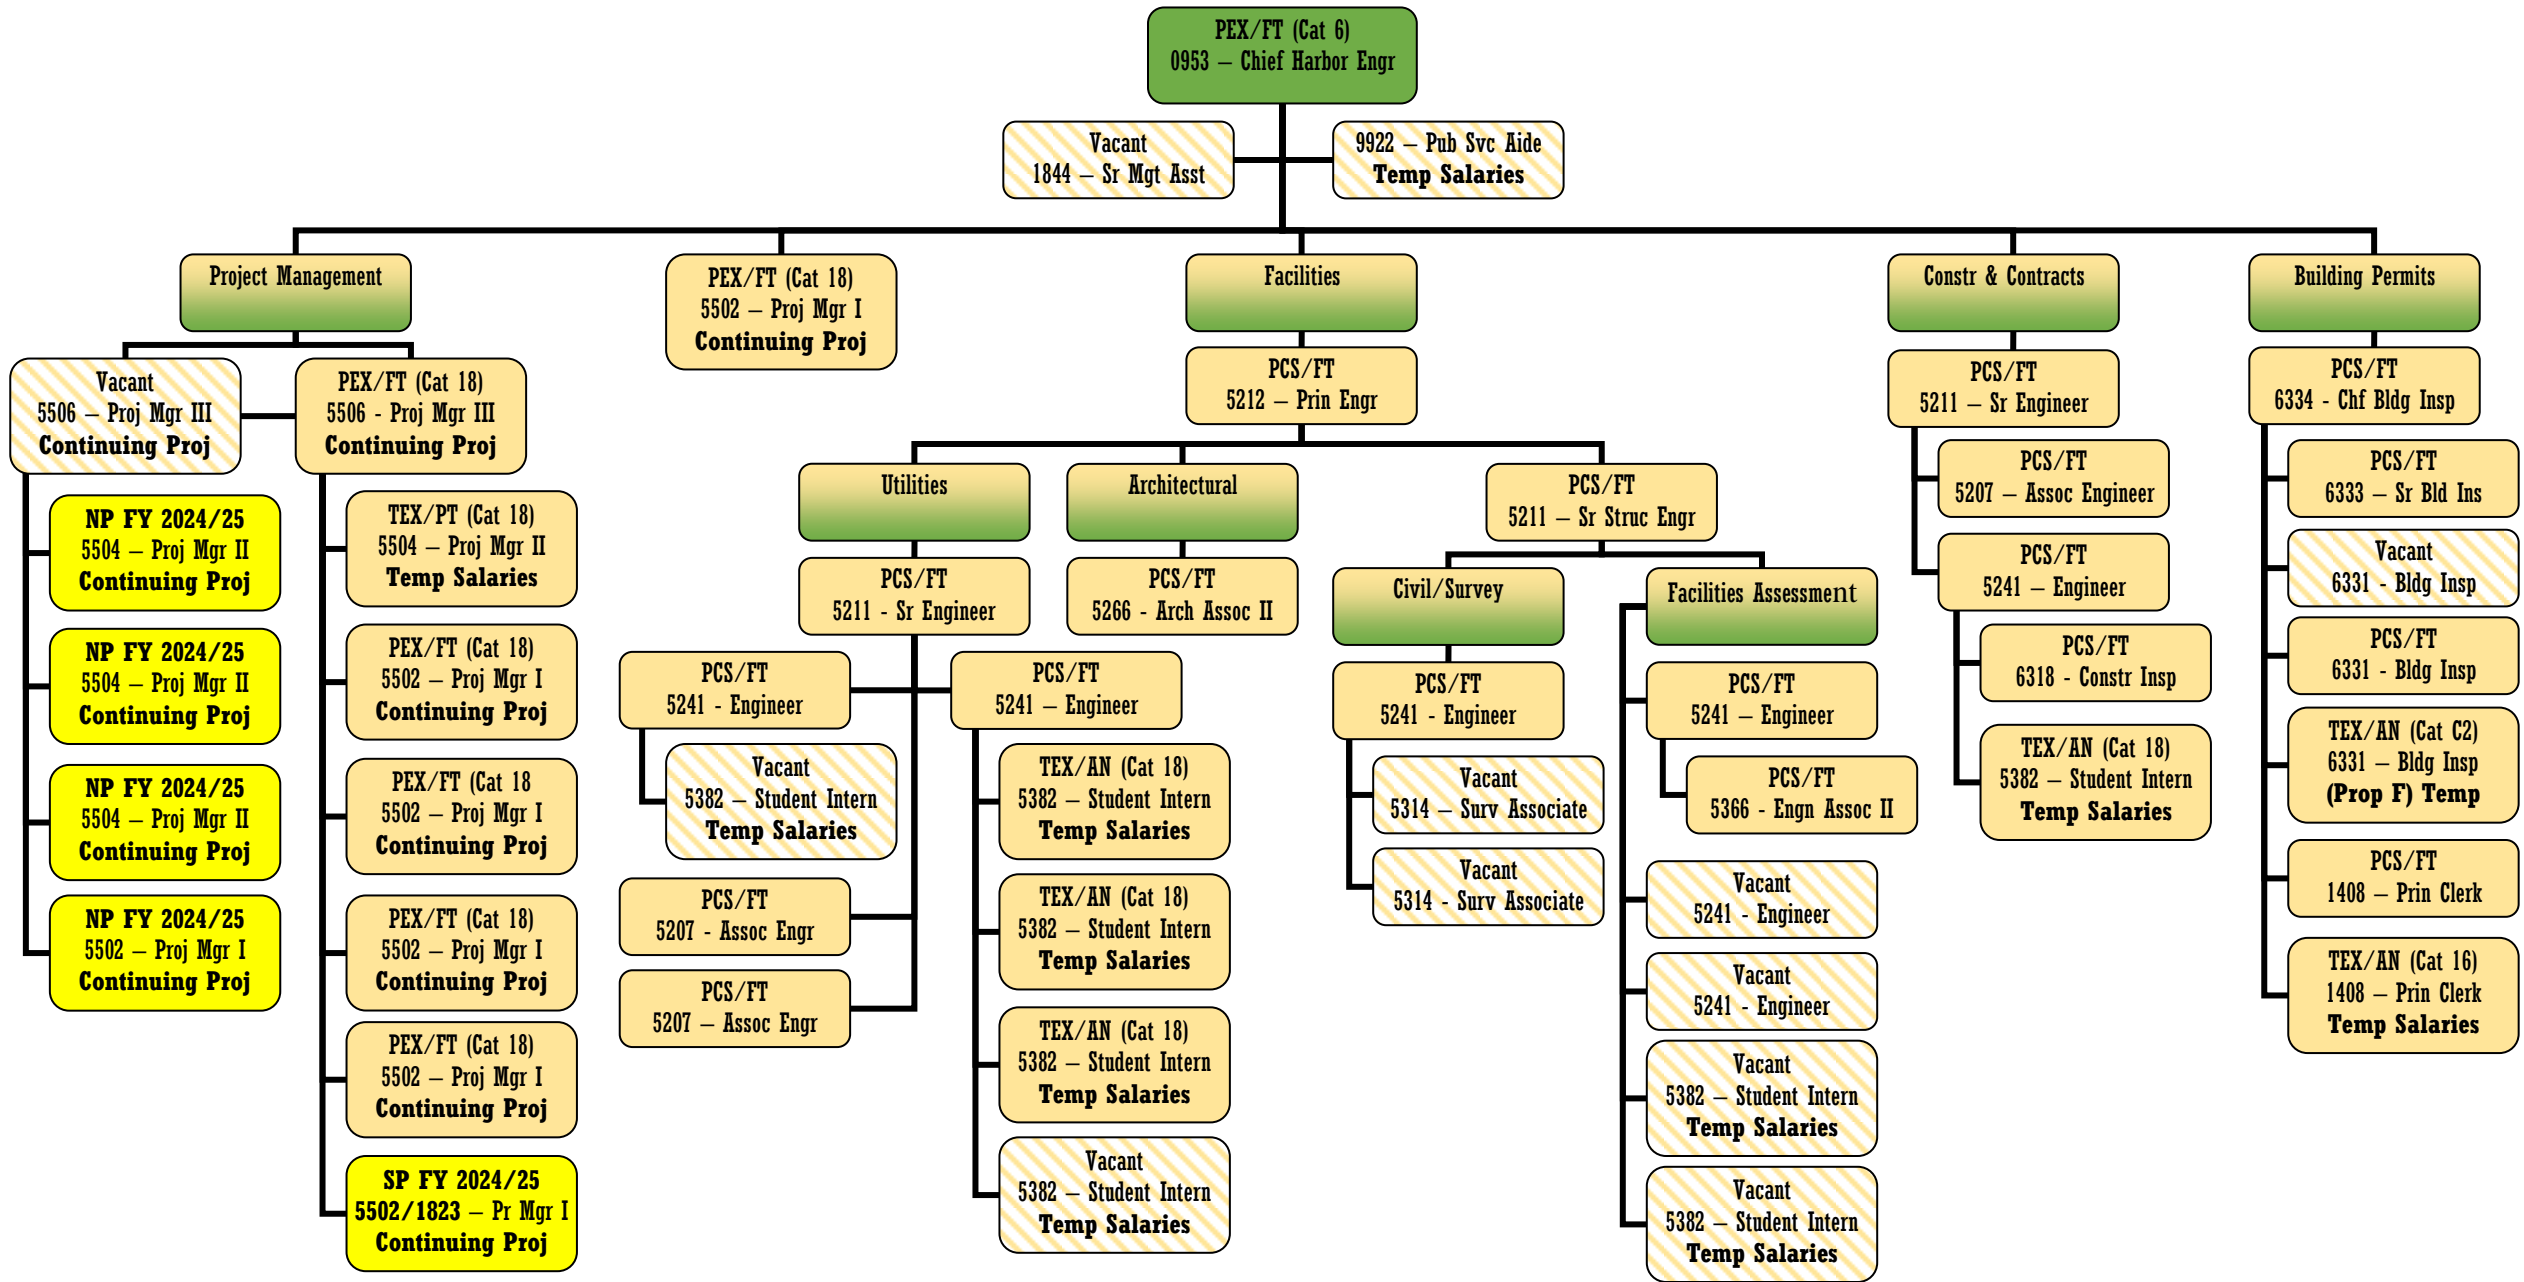 PEX/FT (Cat 6)
0953 – Chief Harbor Engr
Vacant
1844 – Sr Mgt Asst
9922 – Pub Svc Aide
Temp Salaries
Project Management
Vacant
5506 – Proj Mgr III
Continuing Proj
NP FY 2024/25
5504 – Proj Mgr II
Continuing Proj
NP FY 2024/25
5504 – Proj Mgr II
Continuing Proj
NP FY 2024/25
5504 – Proj Mgr II
Continuing Proj
NP FY 2024/25
5502 – Proj Mgr I
Continuing Proj
PEX/FT (Cat 18)
5506 - Proj Mgr III
Continuing Proj
TEX/PT (Cat 18)
5504 – Proj Mgr II
Temp Salaries
PEX/FT (Cat 18)
5502 – Proj Mgr I
Continuing Proj
PEX/FT (Cat 18
5502 – Proj Mgr I
Continuing Proj
PEX/FT (Cat 18)
5502 – Proj Mgr I
Continuing Proj
PEX/FT (Cat 18)
5502 – Proj Mgr I
Continuing Proj
SP FY 2024/25
5502/1823 – Pr Mgr I
Continuing Proj
PEX/FT (Cat 18)
5502 – Proj Mgr I
Continuing Proj
Facilities
PCS/FT
5212 – Prin Engr
Utilities
PCS/FT
5211 - Sr Engineer
PCS/FT
5241 - Engineer
Vacant
5382 – Student Intern
Temp Salaries
PCS/FT
5207 - Assoc Engr
PCS/FT
5207 – Assoc Engr
PCS/FT
5241 – Engineer
TEX/AN (Cat 18)
5382 – Student Intern
Temp Salaries
TEX/AN (Cat 18)
5382 – Student Intern
Temp Salaries
TEX/AN (Cat 18)
5382 – Student Intern
Temp Salaries
Vacant
5382 – Student Intern
Temp Salaries
Architectural
PCS/FT
5266 - Arch Assoc II
PCS/FT
5211 – Sr Struc Engr
Civil/Survey
PCS/FT
5241 - Engineer
Vacant
5314 – Surv Associate
Vacant
5314 - Surv Associate
Facilities Assessment
PCS/FT
5241 – Engineer
PCS/FT
5366 - Engn Assoc II
Vacant
5241 - Engineer
Vacant
5241 - Engineer
Vacant
5382 – Student Intern
Temp Salaries
Vacant
5382 – Student Intern
Temp Salaries
Constr & Contracts
PCS/FT
5211 – Sr Engineer
PCS/FT
5207 – Assoc Engineer
PCS/FT
5241 – Engineer
PCS/FT
6318 - Constr Insp
TEX/AN (Cat 18)
5382 – Student Intern
Temp Salaries
Building Permits
PCS/FT
6334 - Chf Bldg Insp
PCS/FT
6333 – Sr Bld Ins
Vacant
6331 - Bldg Insp
PCS/FT
6331 - Bldg Insp
TEX/AN (Cat C2)
6331 – Bldg Insp
(Prop F) Temp
PCS/FT
1408 – Prin Clerk
TEX/AN (Cat 16)
1408 – Prin Clerk
Temp Salaries